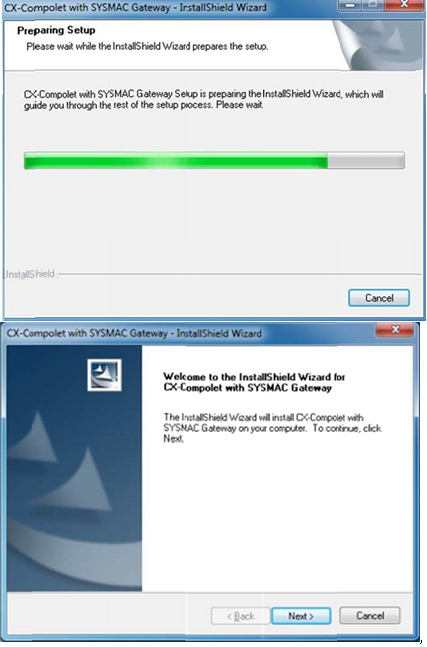 CX-Compolet with SYSMAC Gateway - InstallShield Wizard
Preparing Setup
Please wait while the InstallShield Wizard prepares the setup.
CX-Compolet with SYSMAC Gateway Setup is preparing the InstallShield Wizard, which will
guide you through the rest of the setup process. Please wait.
InstallShield
Cancel
CX-Compolet with SYSMAC Gateway - InstallShield Wizard
Welcome to the InstallShield Wizard for
CX-Compolet with SYSMAC Gateway
The InstallShield Wizard will install CX-Compolet with
SYSMAC Gateway on your computer. To continue, click
Next.
< Back
Next >
Cancel
,